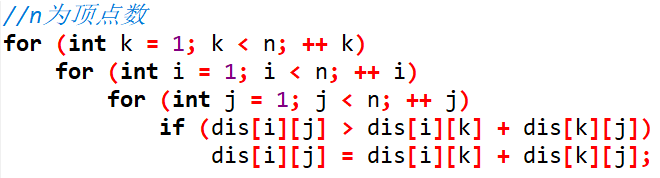 //n为顶点数
for (int k = 1; k < n; ++ k)
    for (int i = 1; i < n; ++ i)
        for (int j = 1; j < n; ++ j)
            if (dis[i][j] > dis[i][k] + dis[k][j])
                dis[i][j] = dis[i][k] + dis[k][j];